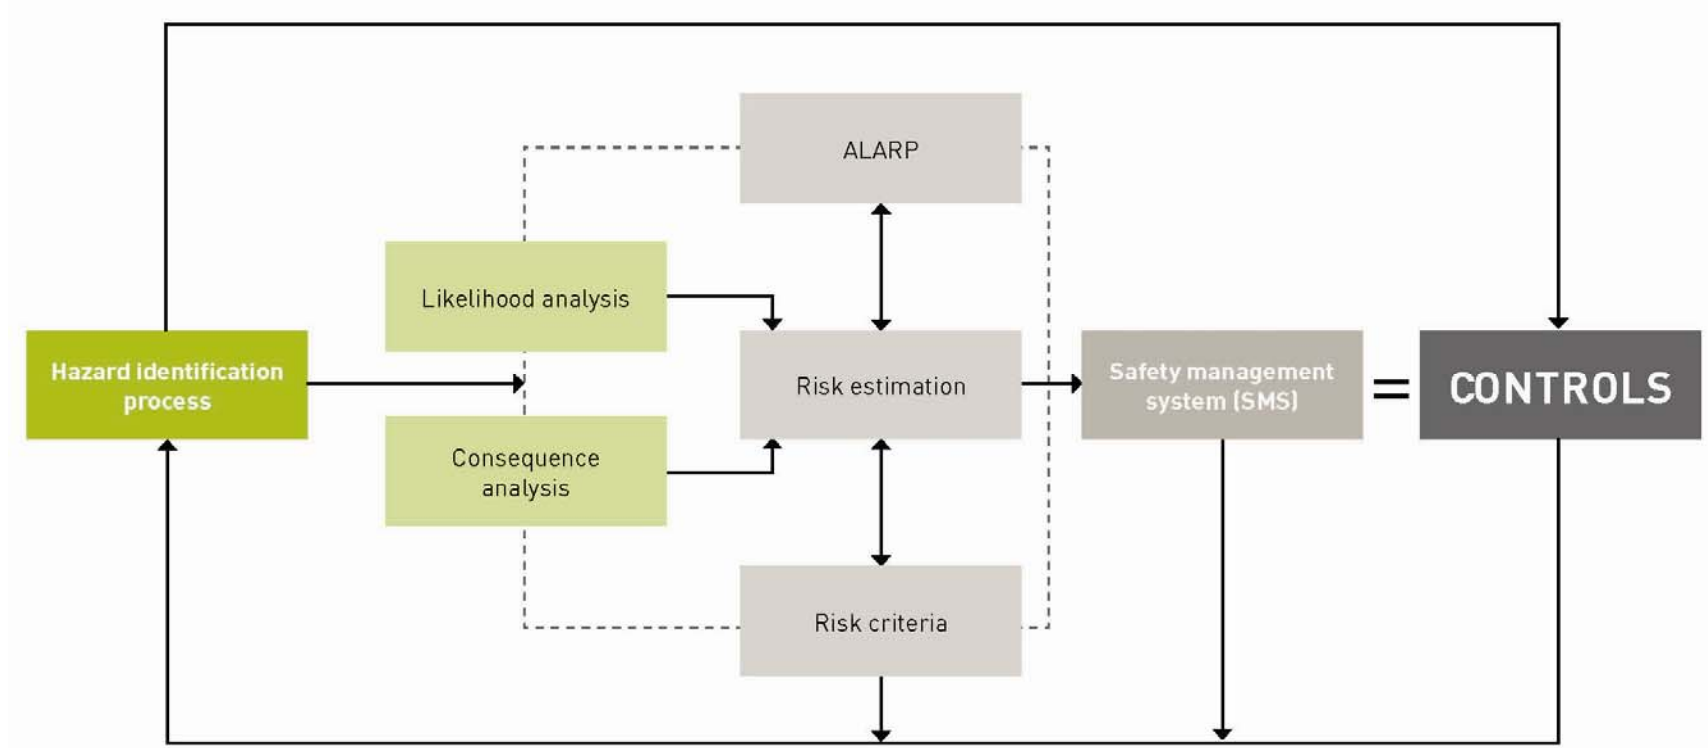 ALARP
Likelihood analysis
Hazard identification
process
Risk estimation
Safety management
system (SMS)
=
CONTROLS
Consequence
analysis
Risk criteria